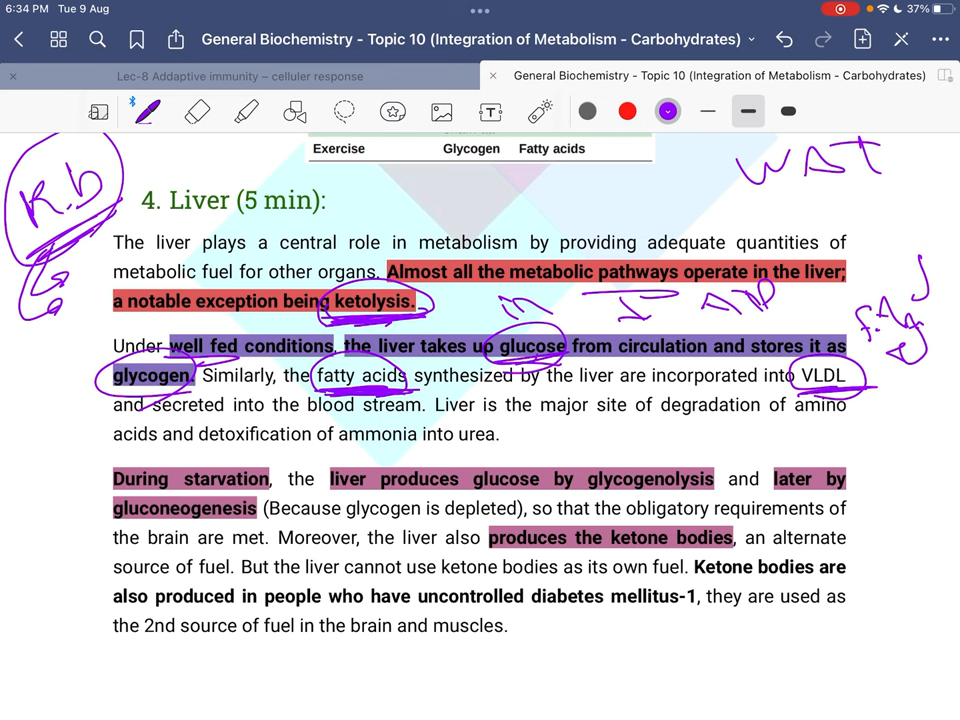 6:34 PM Tue 9 Aug
37%
General Biochemistry - Topic 10 (Integration of Metabolism - Carbohydrates)
Lec-8 Addaptive immunity – celluler response
General Biochemistry - Topic 10 (Integration of Metabolism - Carbohydrates)
Exercise Glycogen Fatty acids
WAT
R.b
4. Liver (5 min):
The liver plays a central role in metabolism by providing adequate quantities of
metabolic fuel for other organs. Almost all the metabolic pathways operate in the liver;
a notable exception being ketolysis.
Under well fed conditions, the liver takes up glucose from circulation and stores it as
glycogen. Similarly, the fatty acids synthesized by the liver are incorporated into VLDL
and secreted into the blood stream. Liver is the major site of degradation of amino
acids and detoxification of ammonia into urea.
During starvation, the liver produces glucose by glycogenolysis and later by
gluconeogenesis (Because glycogen is depleted), so that the obligatory requirements of
the brain are met. Moreover, the liver also produces the ketone bodies, an alternate
source of fuel. But the liver cannot use ketone bodies as its own fuel. Ketone bodies are
also produced in people who have uncontrolled diabetes mellitus-1, they are used as
the 2nd source of fuel in the brain and muscles.